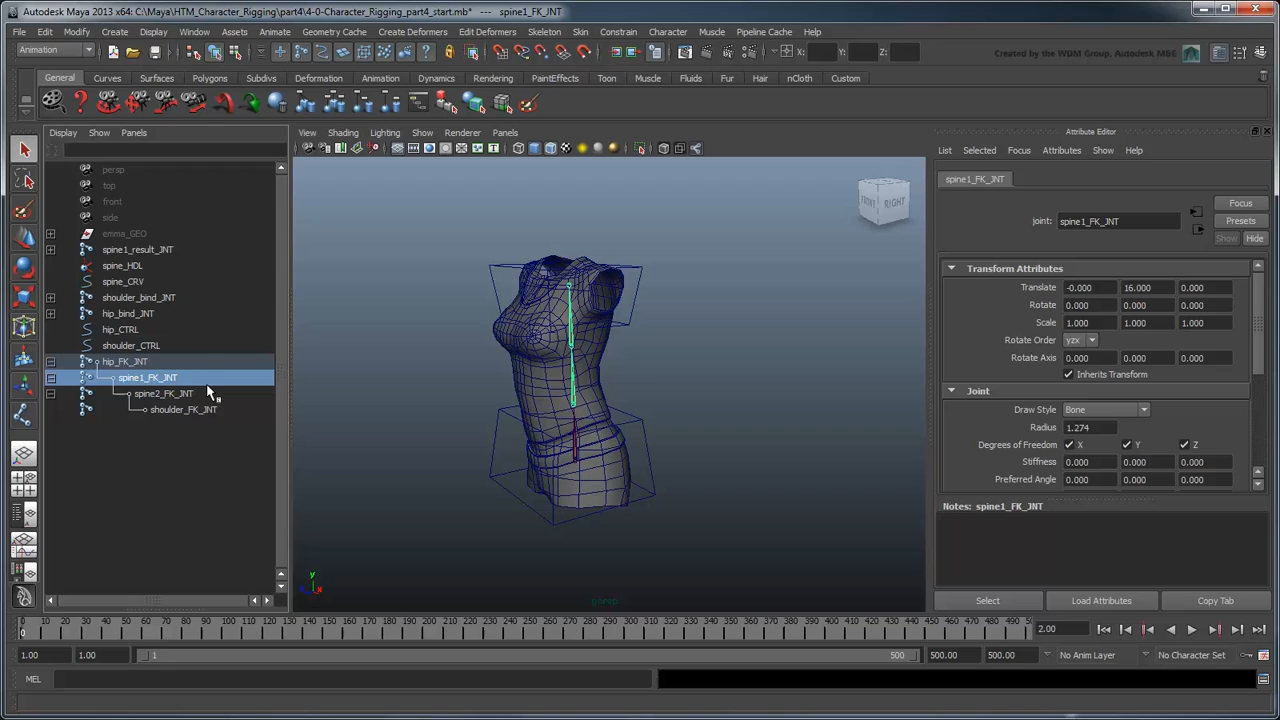 Autodesk Maya 2013 x64: C:\Maya\HTM_Character_Rigging\part4\4-0-Character_Rigging_part4_start.mb* --- spine1_FK_JNT
File Edit Modify Create Display Window Assets Animate Geometry Cache Create Deformers Edit Deformers Skeleton Skin Constrain Character Muscle Pipeline Cache Help
Animation X: Y: Z: Created by the WDM Group, Autodesk M&E
General Curves Surfaces Polygons Subdivs Deformation Animation Dynamics Rendering PaintEffects Toon Muscle Fluids Fur Hair nCloth Custom
Display Show Panels
persp
top
front
side
emma_GEO
spine1_result_JNT
spine_HDL
spine_CRV
shoulder_bind_JNT
hip_bind_JNT
hip_CTRL
shoulder_CTRL
hip_FK_JNT
spine1_FK_JNT
spine2_FK_JNT
shoulder_FK_JNT
View Shading Lighting Show Renderer Panels
FRONT RIGHT
y
x
persp
Attribute Editor
List Selected Focus Attributes Show Help
spine1_FK_JNT
Focus
joint: spine1_FK_JNT Presets
Show Hide
Transform Attributes
Translate -0.000 16.000 0.000
Rotate 0.000 0.000 0.000
Scale 1.000 1.000 1.000
Rotate Order yzx
Rotate Axis 0.000 0.000 0.000
Inherits Transform
Joint
Draw Style Bone
Radius 1.274
Degrees of Freedom X Y Z
Stiffness 0.000 0.000 0.000
Preferred Angle 0.000 0.000 0.000
Notes: spine1_FK_JNT
Select Load Attributes Copy Tab
0 10 20 30 40 50 60 70 80 90 100 110 120 130 140 150 160 170 180 190 200 210 220 230 240 250 260 270 280 290 300 310 320 330 340 350 360 370 380 390 400 410 420 430 440 450 460 470 480 490 500
0 2.00
1.00 1.00 1 500 500.00 500.00 No Anim Layer No Character Set
MEL